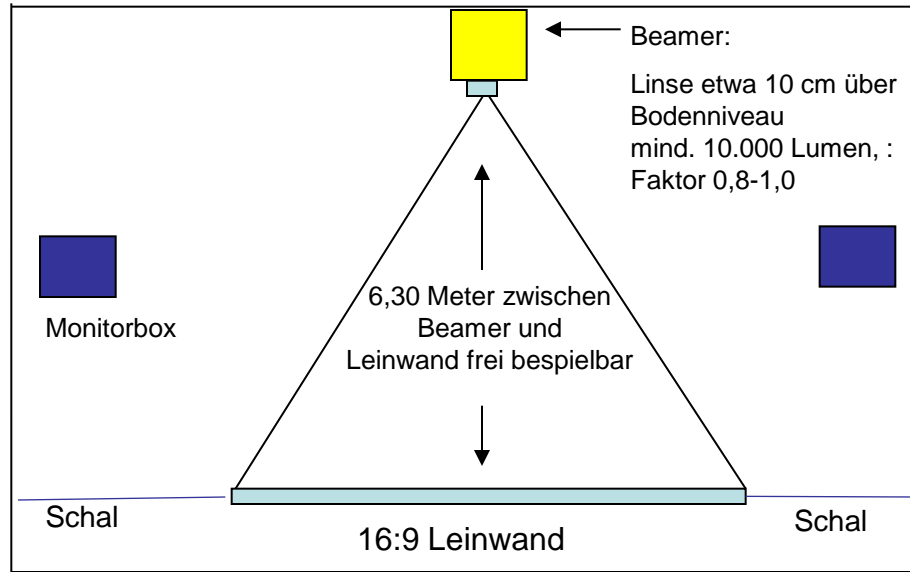 Beamer:
Linse etwa 10 cm über
Bodenniveau
mind. 10.000 Lumen, :
Faktor 0,8-1,0
6,30 Meter zwischen
Beamer und
Leinwand frei bespielbar
Monitorbox
Schal
Schal
16:9 Leinwand